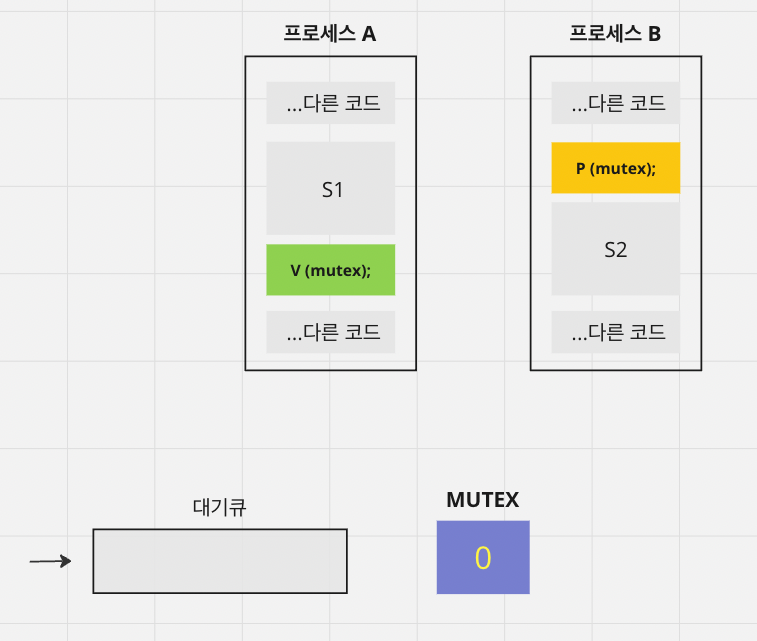 프로세스 A
프로세스 B
...다른 코드
S1
V (mutex);
...다른 코드
...다른 코드
P (mutex);
S2
...다른 코드
대기큐
MUTEX
0